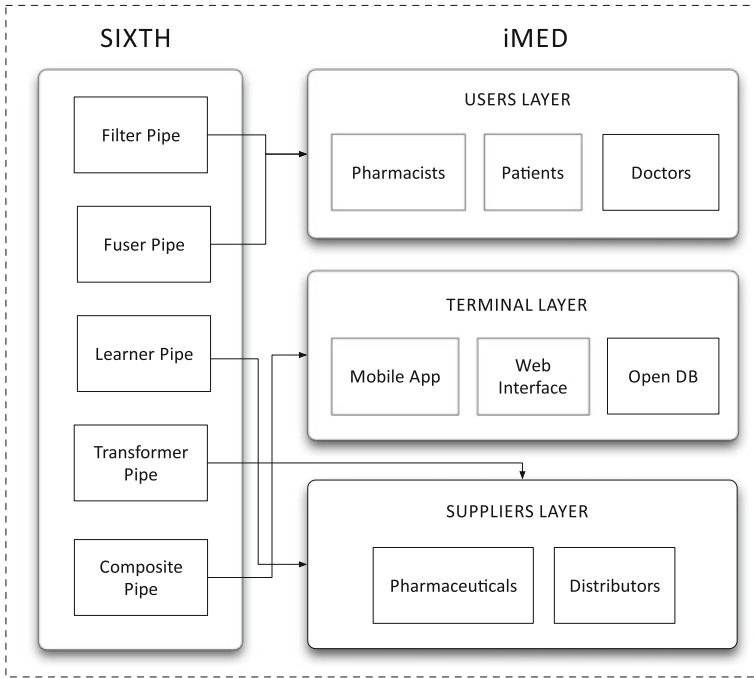 SIXTH
iMED
Filter Pipe
Fuser Pipe
Learner Pipe
Transformer
Pipe
Composite
Pipe
USERS LAYER
Pharmacists
Patients
Doctors
TERMINAL LAYER
Mobile App
Web
Interface
Open DB
SUPPLIERS LAYER
Pharmaceuticals
Distributors